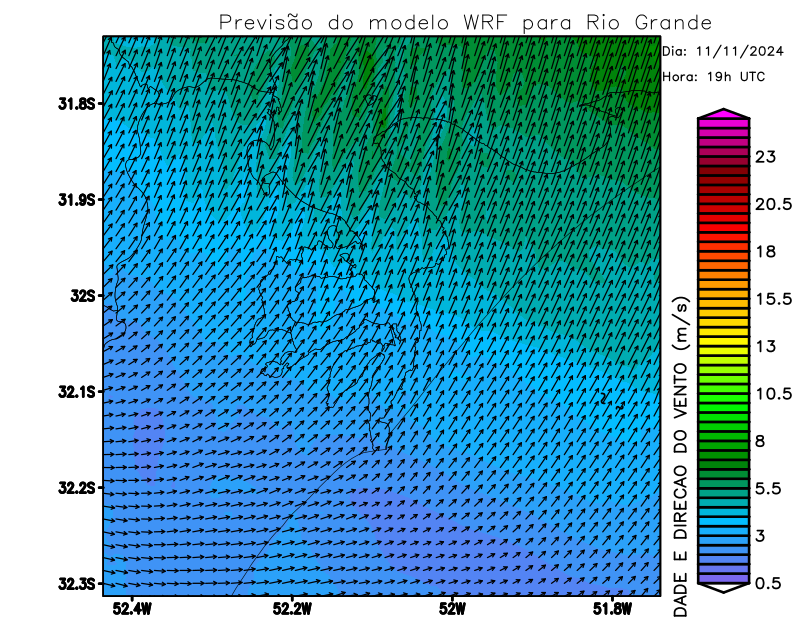 Previsão do modelo WRF para Rio Grande
Dia: 11/11/2024
Hora: 19h UTC
31.8S
31.9S
32S
32.1S
32.2S
32.3S
52.4W
52.2W
52W
51.8W
23
20.5
18
15.5
13
10.5
8
5.5
3
0.5
DADE E DIRECAO DO VENTO (m/s)